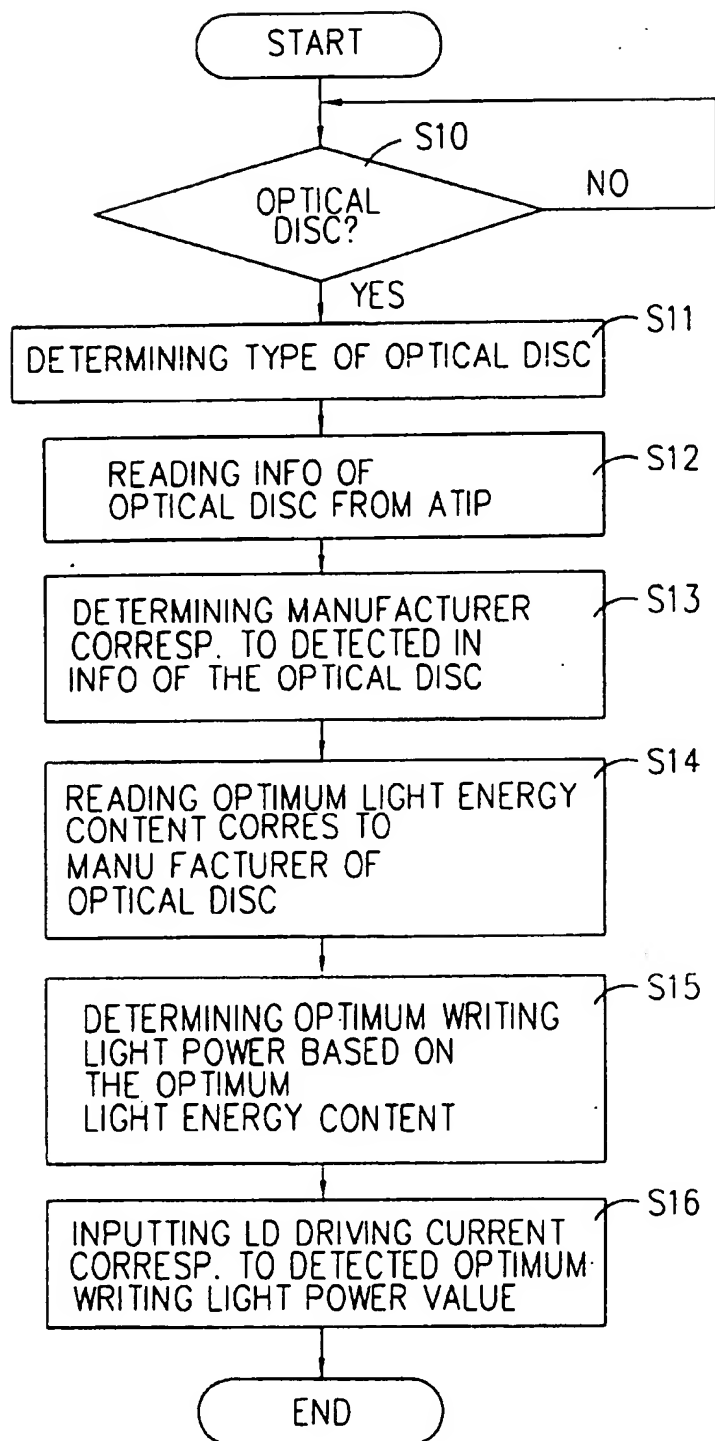 START
S10
OPTICAL
DISC?
NO
YES
S11
DETERMINING TYPE OF OPTICAL DISC
S12
READING INFO OF
OPTICAL DISC FROM ATIP
S13
DETERMINING MANUFACTURER
CORRESP. TO DETECTED IN
INFO OF THE OPTICAL DISC
S14
READING OPTIMUM LIGHT ENERGY
CONTENT CORRES TO
MANU FACTURER OF
OPTICAL DISC
S15
DETERMINING OPTIMUM WRITING
LIGHT POWER BASED ON
THE OPTIMUM
LIGHT ENERGY CONTENT
S16
INPUTTING LD DRIVING CURRENT
CORRESP. TO DETECTED OPTIMUM
WRITING LIGHT POWER VALUE
END